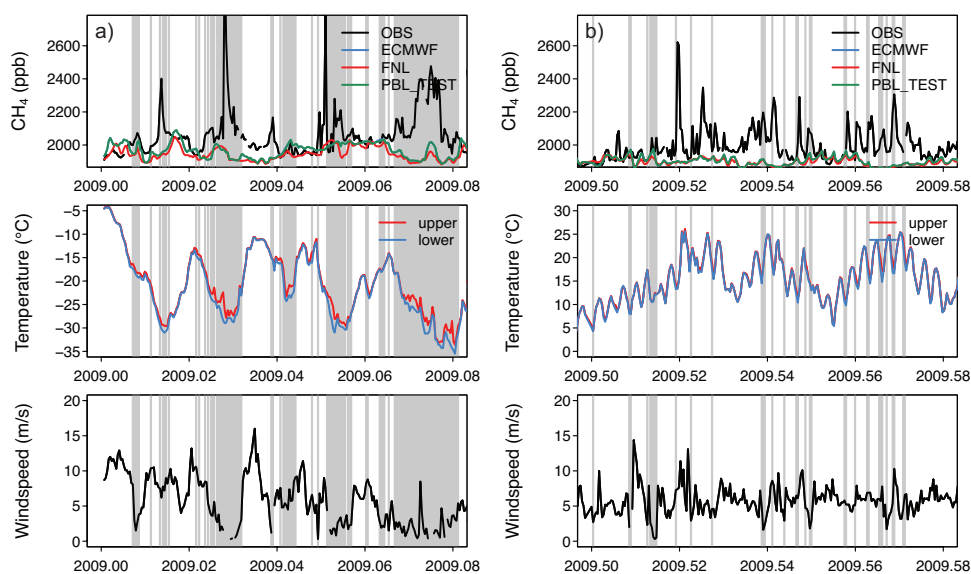 a)
OBS
ECMWF
FNL
PBL_TEST
CH4 (ppb)
2600
2400
2200
2000
2009.00 2009.02 2009.04 2009.06 2009.08
b)
OBS
ECMWF
FNL
PBL_TEST
CH4 (ppb)
2600
2400
2200
2000
2009.50 2009.52 2009.54 2009.56 2009.58
upper
lower
Temperature (°C)
−5
−10
−15
−20
−25
−30
−35
2009.00 2009.02 2009.04 2009.06 2009.08
upper
lower
Temperature (°C)
30
25
20
15
10
5
0
2009.50 2009.52 2009.54 2009.56 2009.58
Windspeed (m/s)
20
15
10
5
0
2009.00 2009.02 2009.04 2009.06 2009.08
Windspeed (m/s)
20
15
10
5
0
2009.50 2009.52 2009.54 2009.56 2009.58